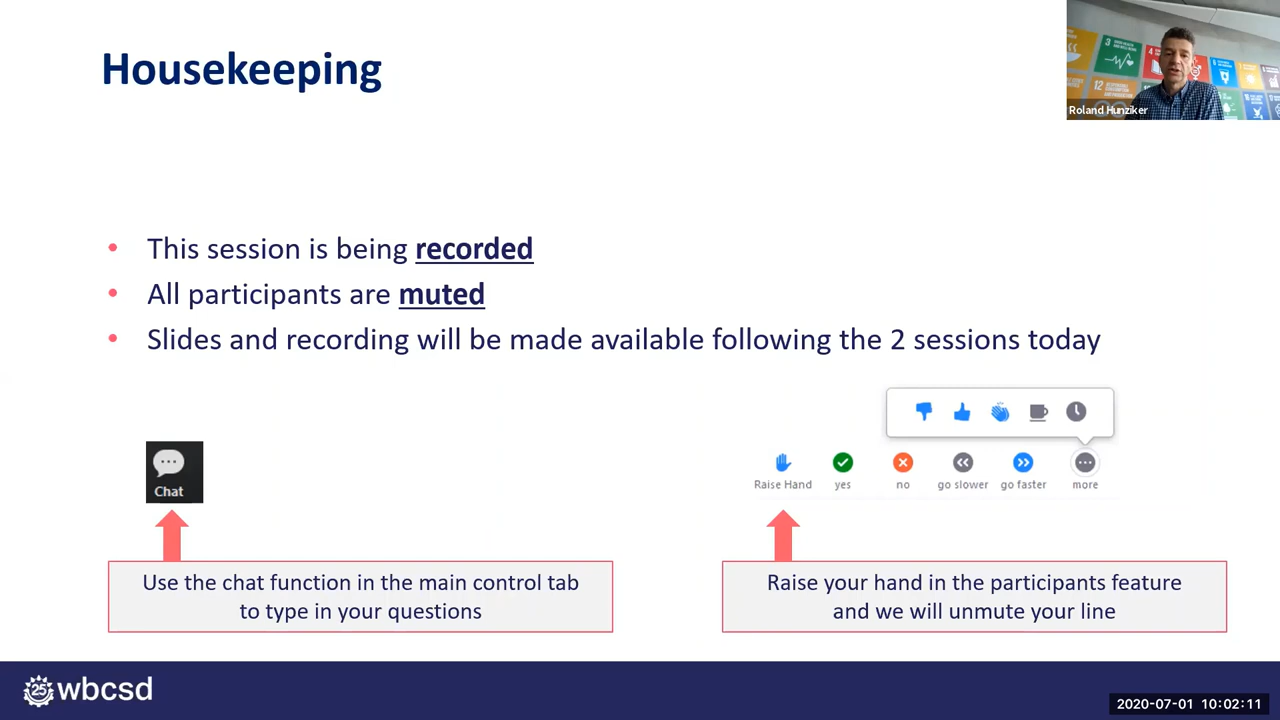 Housekeeping
Roland Hunziker
• This session is being recorded
• All participants are muted
• Slides and recording will be made available following the 2 sessions today
Chat
Raise Hand yes no go slower go faster more
Use the chat function in the main control tab
to type in your questions
Raise your hand in the participants feature
and we will unmute your line
25 wbcsd
2020-07-01 10:02:11